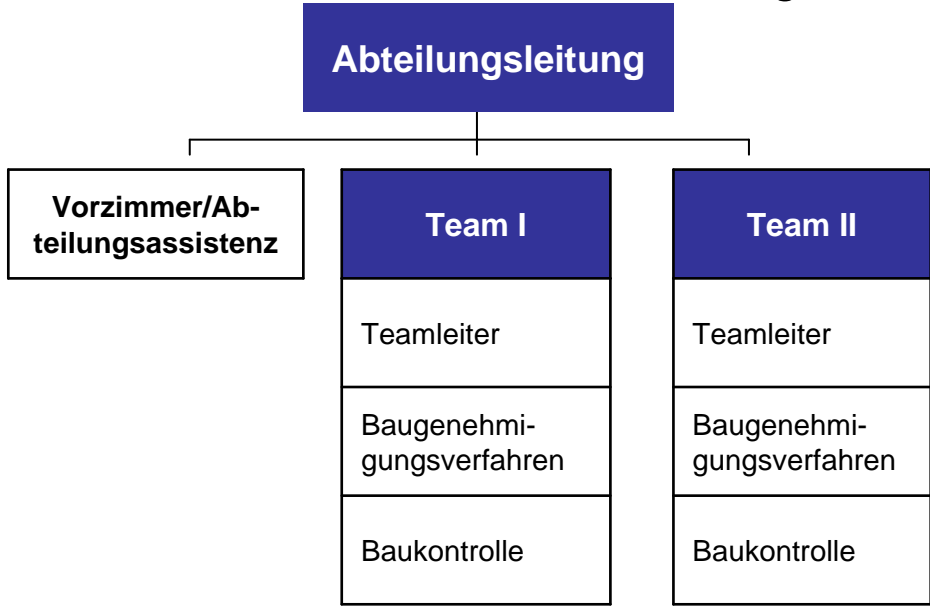 Abteilungsleitung
Vorzimmer/Ab-
teilungsassistenz
Team I
Team II
Teamleiter
Teamleiter
Baugenehmi-
gungsverfahren
Baugenehmi-
gungsverfahren
Baukontrolle
Baukontrolle